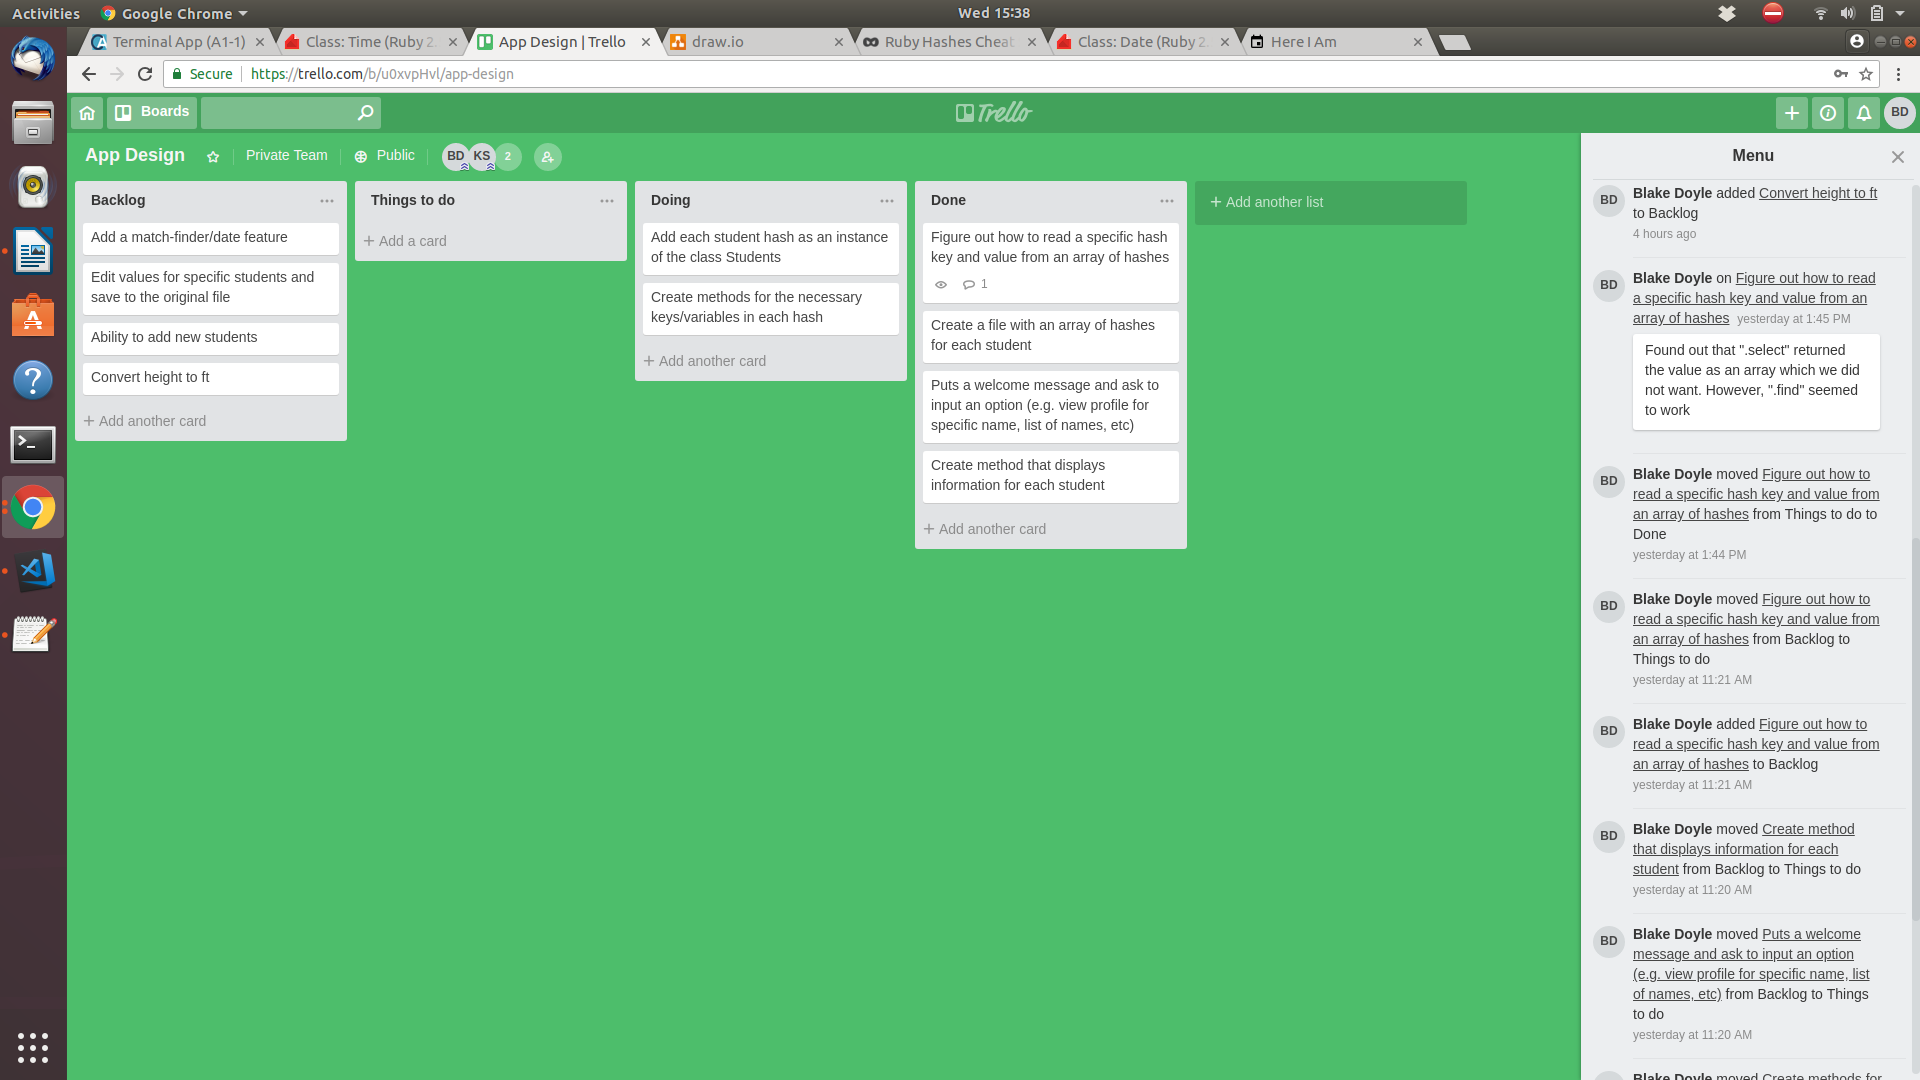 Activities
Google Chrome
Wed 15:38
Terminal App (A1-1)
Class: Time (Ruby 2.
App Design | Trello
draw.io
Ruby Hashes Cheat
Class: Date (Ruby 2.
Here I Am
Secure
https://trello.com/b/u0xvpHvl/app-design
Boards
Trello
BD
App Design
Private Team
Public
BD
KS
2
Backlog
Add a match-finder/date feature
Edit values for specific students and
save to the original file
Ability to add new students
Convert height to ft
+ Add another card
Things to do
+ Add a card
Doing
Add each student hash as an instance
of the class Students
Create methods for the necessary
keys/variables in each hash
+ Add another card
Done
Figure out how to read a specific hash
key and value from an array of hashes
1
Create a file with an array of hashes
for each student
Puts a welcome message and ask to
input an option (e.g. view profile for
specific name, list of names, etc)
Create method that displays
information for each student
+ Add another card
+ Add another list
Menu
BD
Blake Doyle added Convert height to ft
to Backlog
4 hours ago
BD
Blake Doyle on Figure out how to read
a specific hash key and value from an
array of hashes yesterday at 1:45 PM
Found out that ".select" returned
the value as an array which we did
not want. However, ".find" seemed
to work
BD
Blake Doyle moved Figure out how to
read a specific hash key and value from
an array of hashes from Things to do to
Done
yesterday at 1:44 PM
BD
Blake Doyle moved Figure out how to
read a specific hash key and value from
an array of hashes from Backlog to
Things to do
yesterday at 11:21 AM
BD
Blake Doyle added Figure out how to
read a specific hash key and value from
an array of hashes to Backlog
yesterday at 11:21 AM
BD
Blake Doyle moved Create method
that displays information for each
student from Backlog to Things to do
yesterday at 11:20 AM
BD
Blake Doyle moved Puts a welcome
message and ask to input an option
(e.g. view profile for specific name, list
of names, etc) from Backlog to Things
to do
yesterday at 11:20 AM
Blake Doyle moved Create methods for